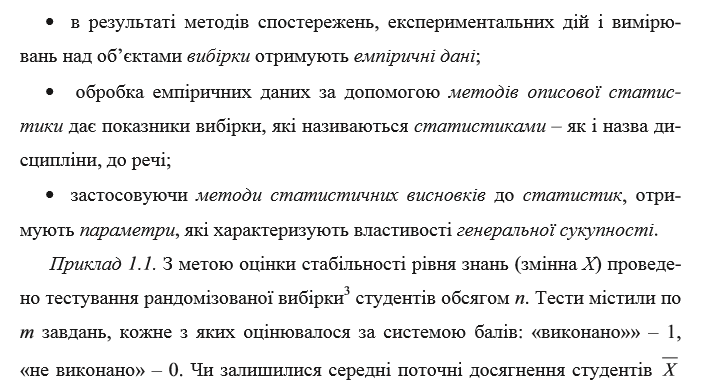 • в результаті методів спостережень, експериментальних дій і вимірю-
вань над об’єктами вибірки отримують емпіричні дані;
• обробка емпіричних даних за допомогою методів описової статис-
тики дає показники вибірки, які називаються статистиками – як і назва ди-
сципліни, до речі;
• застосовуючи методи статистичних висновків до статистик, отри-
мують параметри, які характеризують властивості генеральної сукупності.
Приклад 1.1. З метою оцінки стабільності рівня знань (змінна X) проведе-
но тестування рандомізованої вибірки³ студентів обсягом n. Тести містили по
m завдань, кожне з яких оцінювалося за системою балів: «виконано»» – 1,
«не виконано» – 0. Чи залишилися середні поточні досягнення студентів X̅